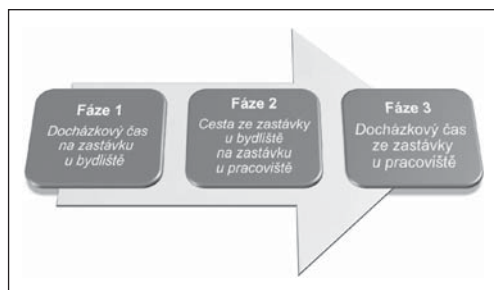 Fáze 1
Docházkový čas
na zastávku
u bydliště
Fáze 2
Cesta ze zastávky
u bydliště
na zastávku
u pracoviště
Fáze 3
Docházkový čas
ze zastávky
u pracoviště